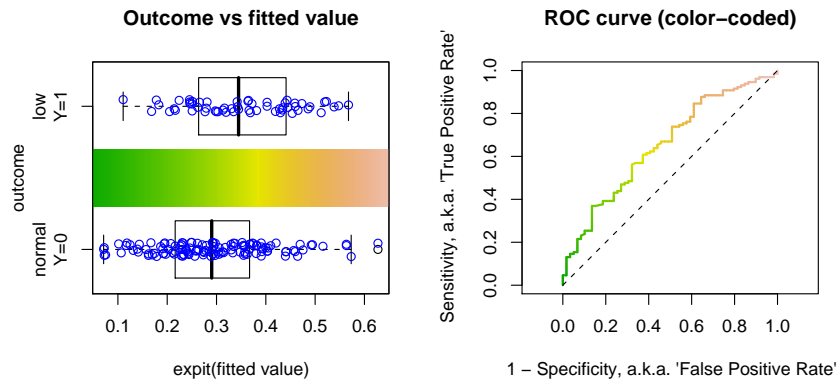 Outcome vs fitted value
outcome
low
Y=1
normal
Y=0
0.1 0.2 0.3 0.4 0.5 0.6
expit(fitted value)
ROC curve (color−coded)
Sensitivity, a.k.a. 'True Positive Rate'
1.0
0.8
0.6
0.4
0.2
0.0
0.0 0.2 0.4 0.6 0.8 1.0
1 − Specificity, a.k.a. 'False Positive Rate'